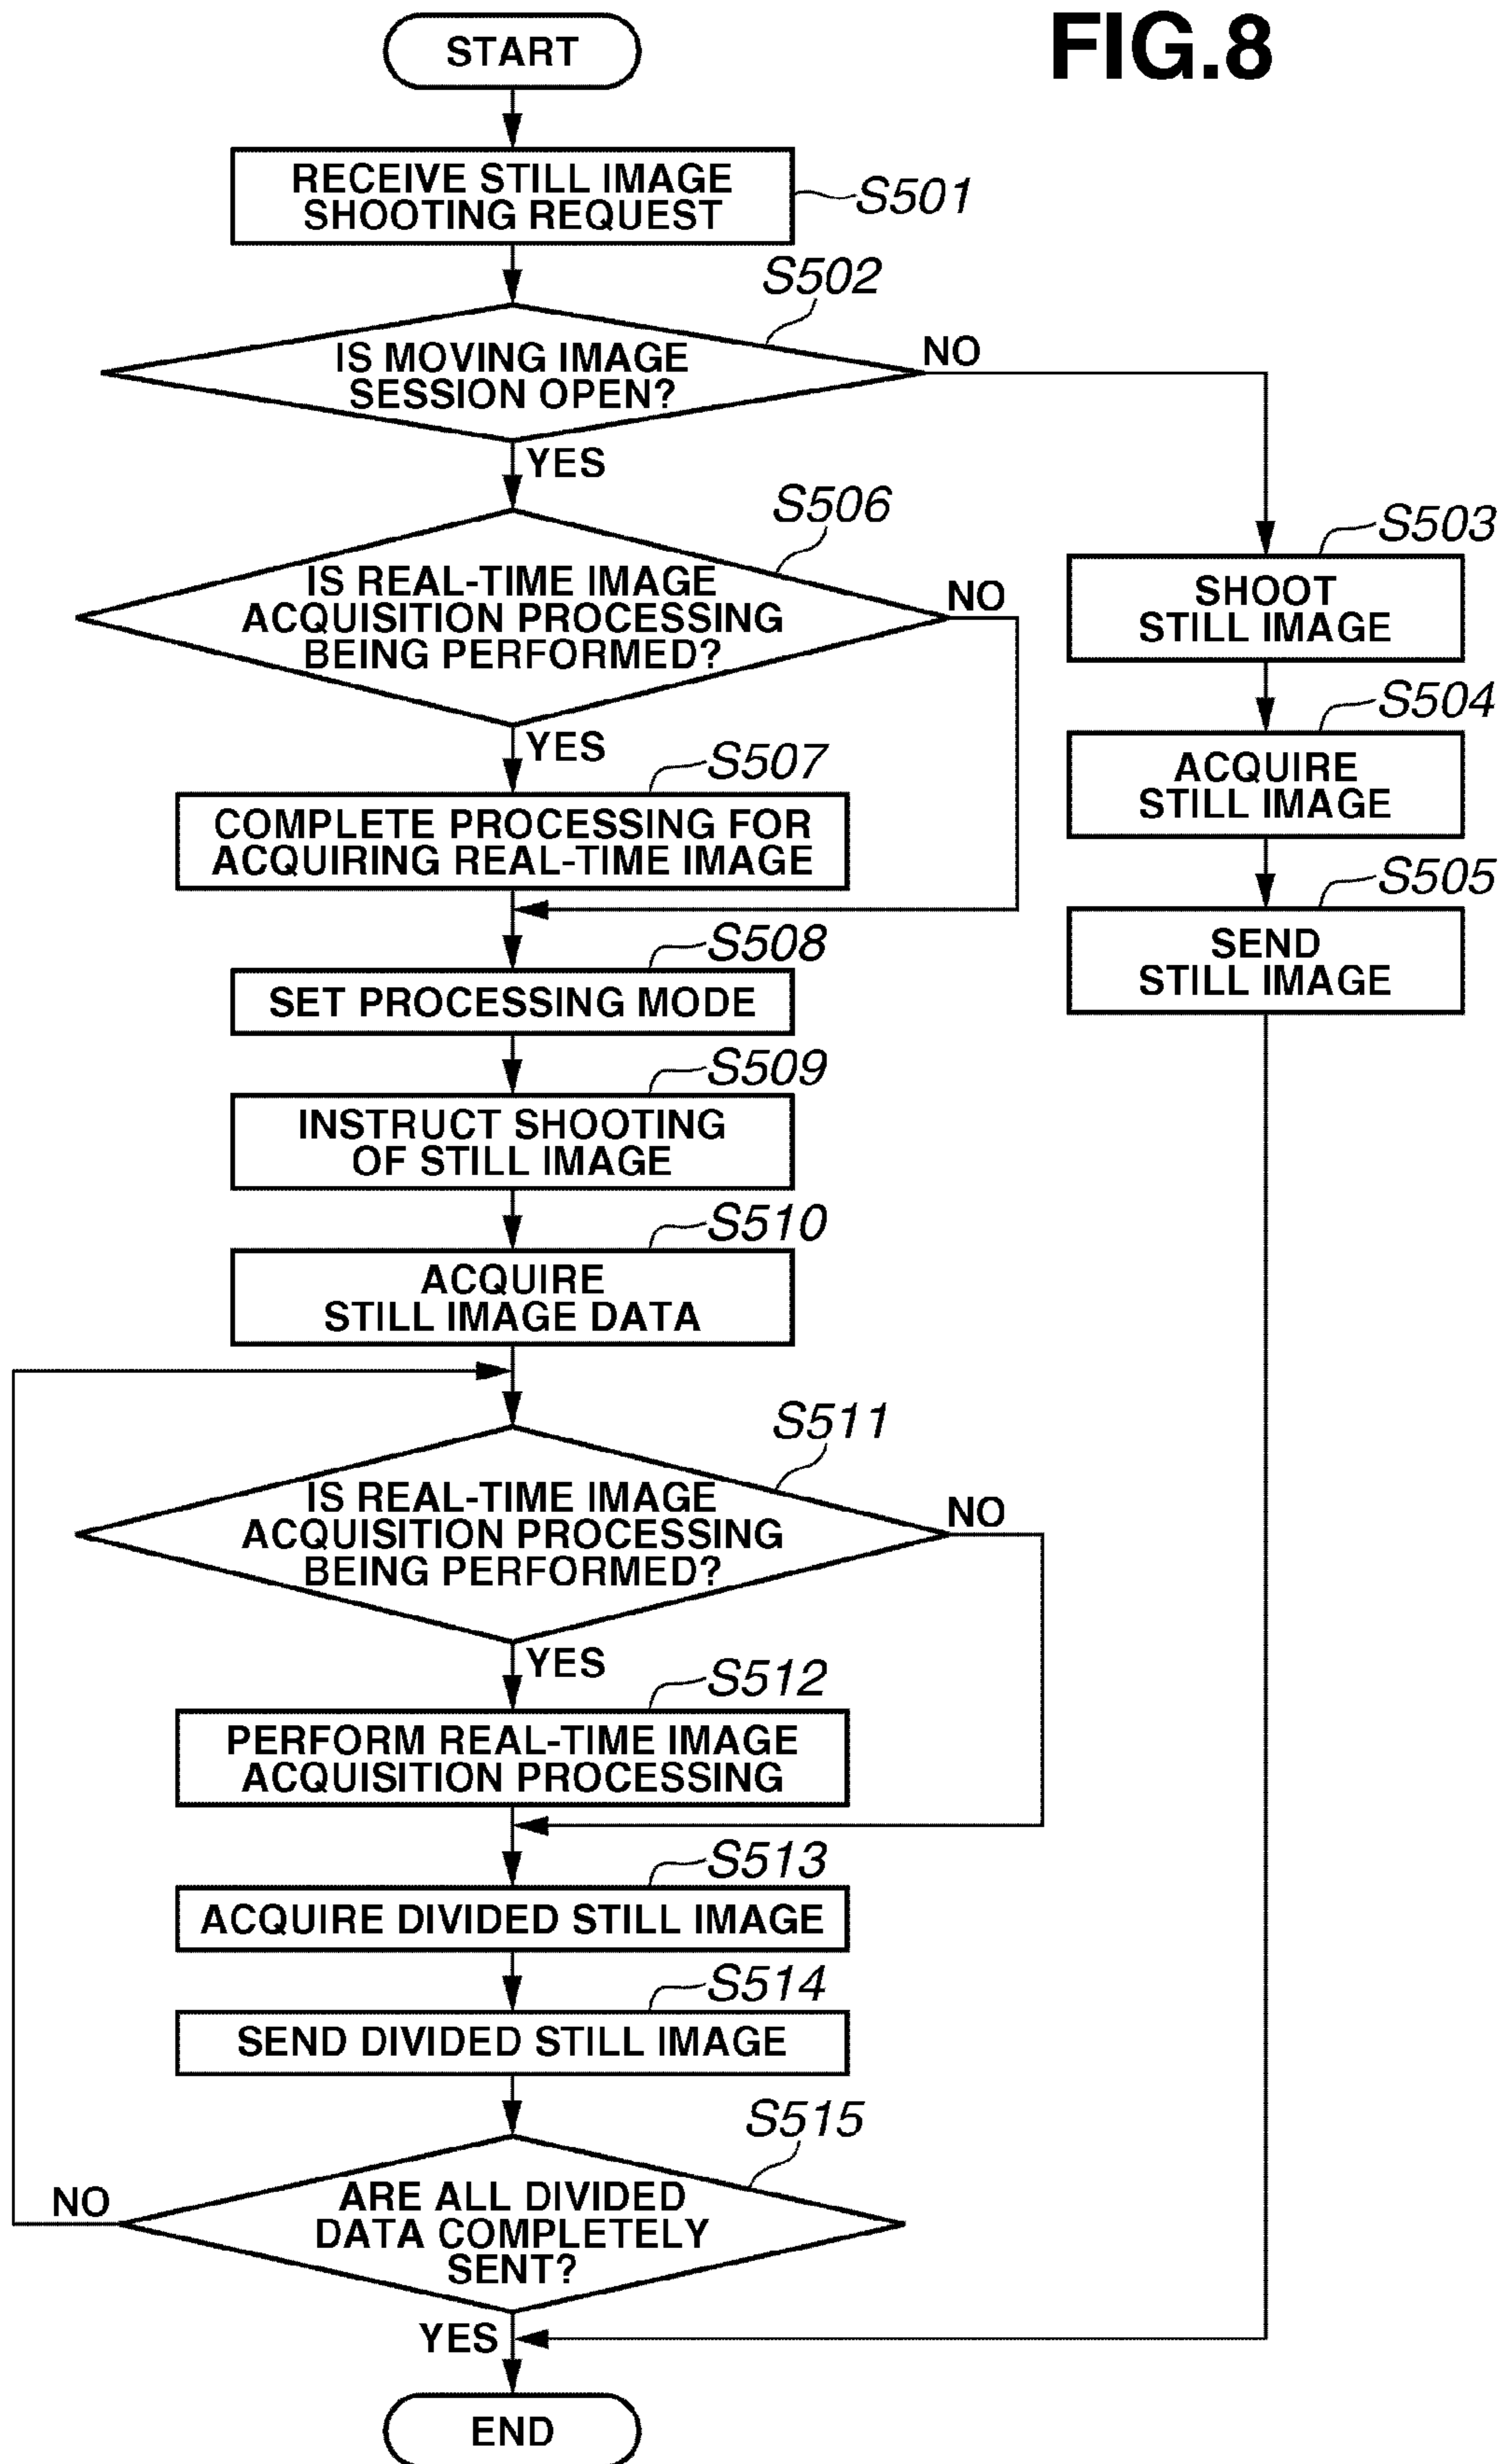 FIG.8
START
RECEIVE STILL IMAGE
SHOOTING REQUEST
S501
S502
IS MOVING IMAGE
SESSION OPEN?
NO
YES
S503
SHOOT
STILL IMAGE
S504
ACQUIRE
STILL IMAGE
S505
SEND
STILL IMAGE
S506
IS REAL-TIME IMAGE
ACQUISITION PROCESSING
BEING PERFORMED?
NO
YES
S507
COMPLETE PROCESSING FOR
ACQUIRING REAL-TIME IMAGE
S508
SET PROCESSING MODE
S509
INSTRUCT SHOOTING
OF STILL IMAGE
S510
ACQUIRE
STILL IMAGE DATA
S511
IS REAL-TIME IMAGE
ACQUISITION PROCESSING
BEING PERFORMED?
NO
YES
S512
PERFORM REAL-TIME IMAGE
ACQUISITION PROCESSING
S513
ACQUIRE DIVIDED STILL IMAGE
S514
SEND DIVIDED STILL IMAGE
S515
ARE ALL DIVIDED
DATA COMPLETELY
SENT?
NO
YES
END